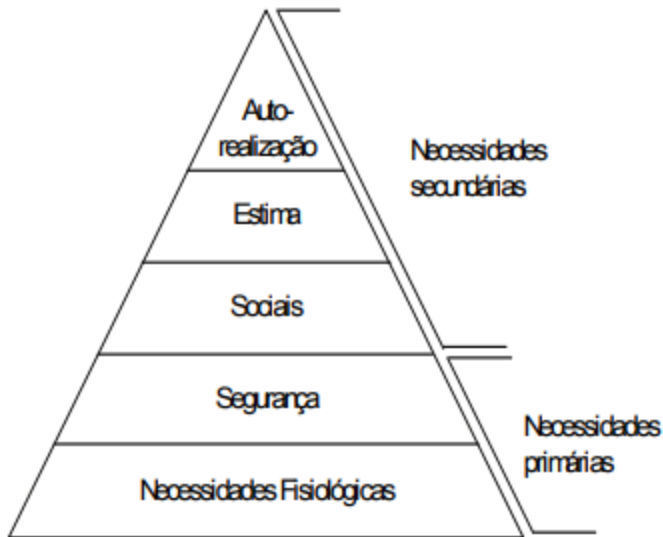 Auto-
realização
Necessidades
secundárias
Estima
Sociais
Segurança
Necessidades
primárias
Necessidades Fisiológicas